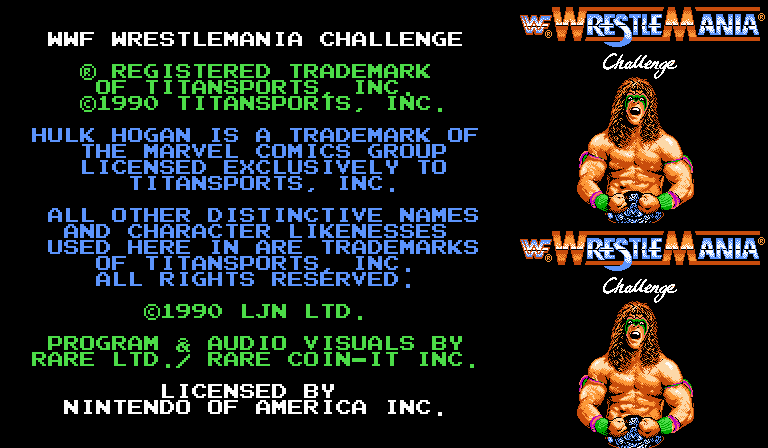 WWF WRESTLEMANIA CHALLENGE
® REGISTERED TRADEMARK
OF TITANSPORTS, INC.
©1990 TITANSPORTS, INC.
HULK HOGAN IS A TRADEMARK OF
THE MARVEL COMICS GROUP
LICENSED EXCLUSIVELY TO
TITANSPORTS, INC.
ALL OTHER DISTINCTIVE NAMES
AND CHARACTER LIKENESSES
USED HERE IN ARE TRADEMARKS
OF TITANSPORTS, INC.
ALL RIGHTS RESERVED.
©1990 LJN LTD.
PROGRAM & AUDIO VISUALS BY
RARE LTD./ RARE COIN-IT INC.
LICENSED BY
NINTENDO OF AMERICA INC.
WF® WRESTLEMANIA®
Challenge
WF® WRESTLEMANIA®
Challenge